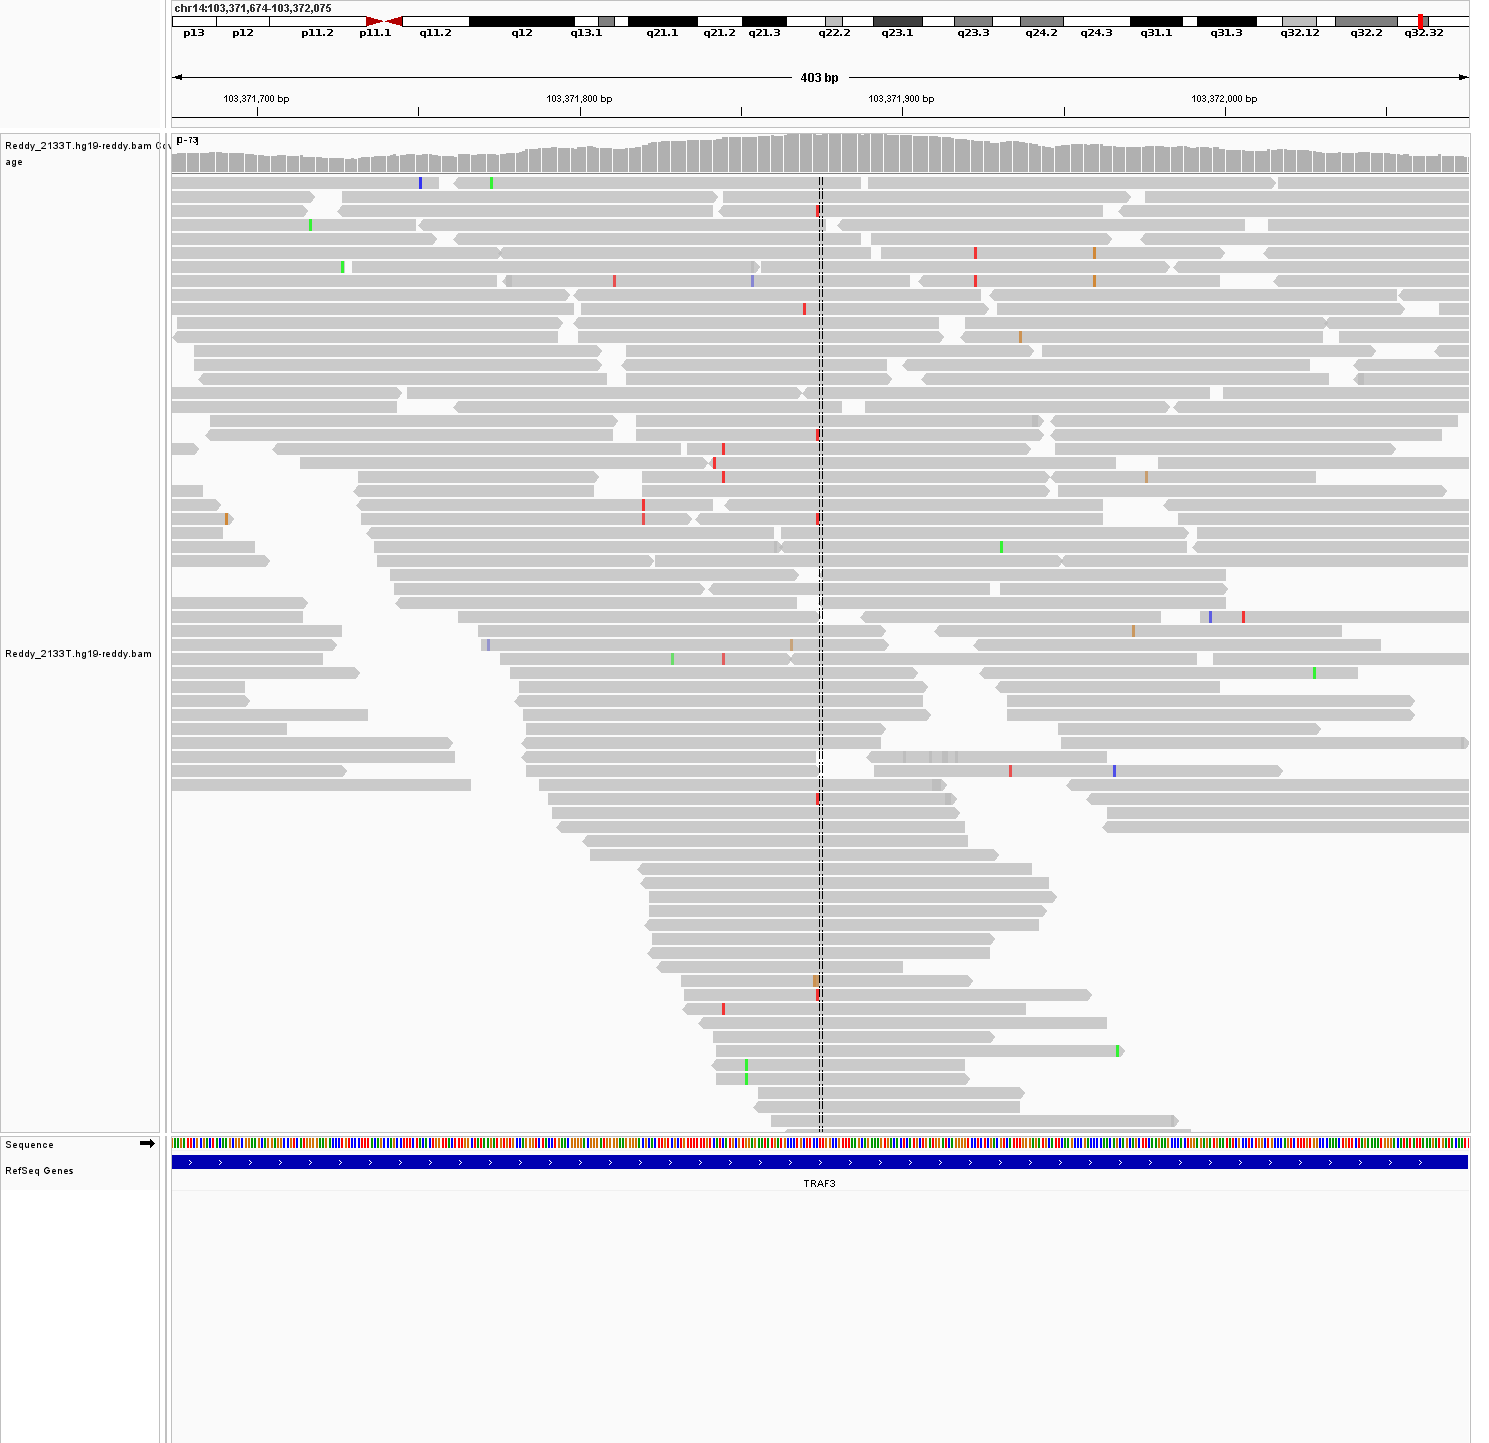 chr14:103,371,674-103,372,075
p13 p12 p11.2 p11.1 q11.2 q12 q13.1 q21.1 q21.2 q21.3 q22.2 q23.1 q23.3 q24.2 q24.3 q31.1 q31.3 q32.12 q32.2 q32.32
403 bp
103,371,700 bp 103,371,800 bp 103,371,900 bp 103,372,000 bp
[0-73]
Reddy_2133T.hg19-reddy.bam Cov
age
Reddy_2133T.hg19-reddy.bam
Sequence
RefSeq Genes
TRAF3